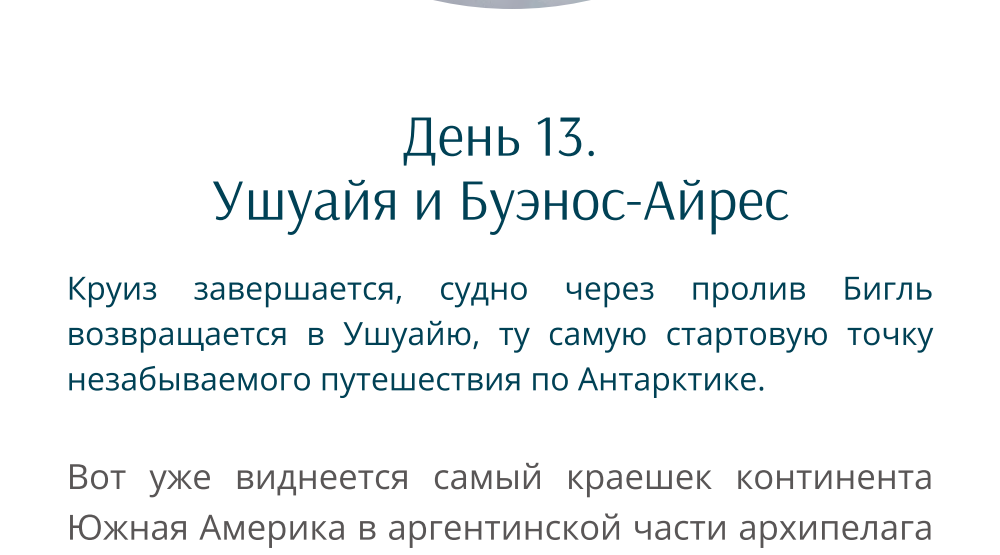 День 13.
Ушуайя и Буэнос-Айрес
Круиз завершается, судно через пролив Бигль
возвращается в Ушуайю, ту самую стартовую точку
незабываемого путешествия по Антарктике.
Вот уже виднеется самый краешек континента
Южная Америка в аргентинской части архипелага